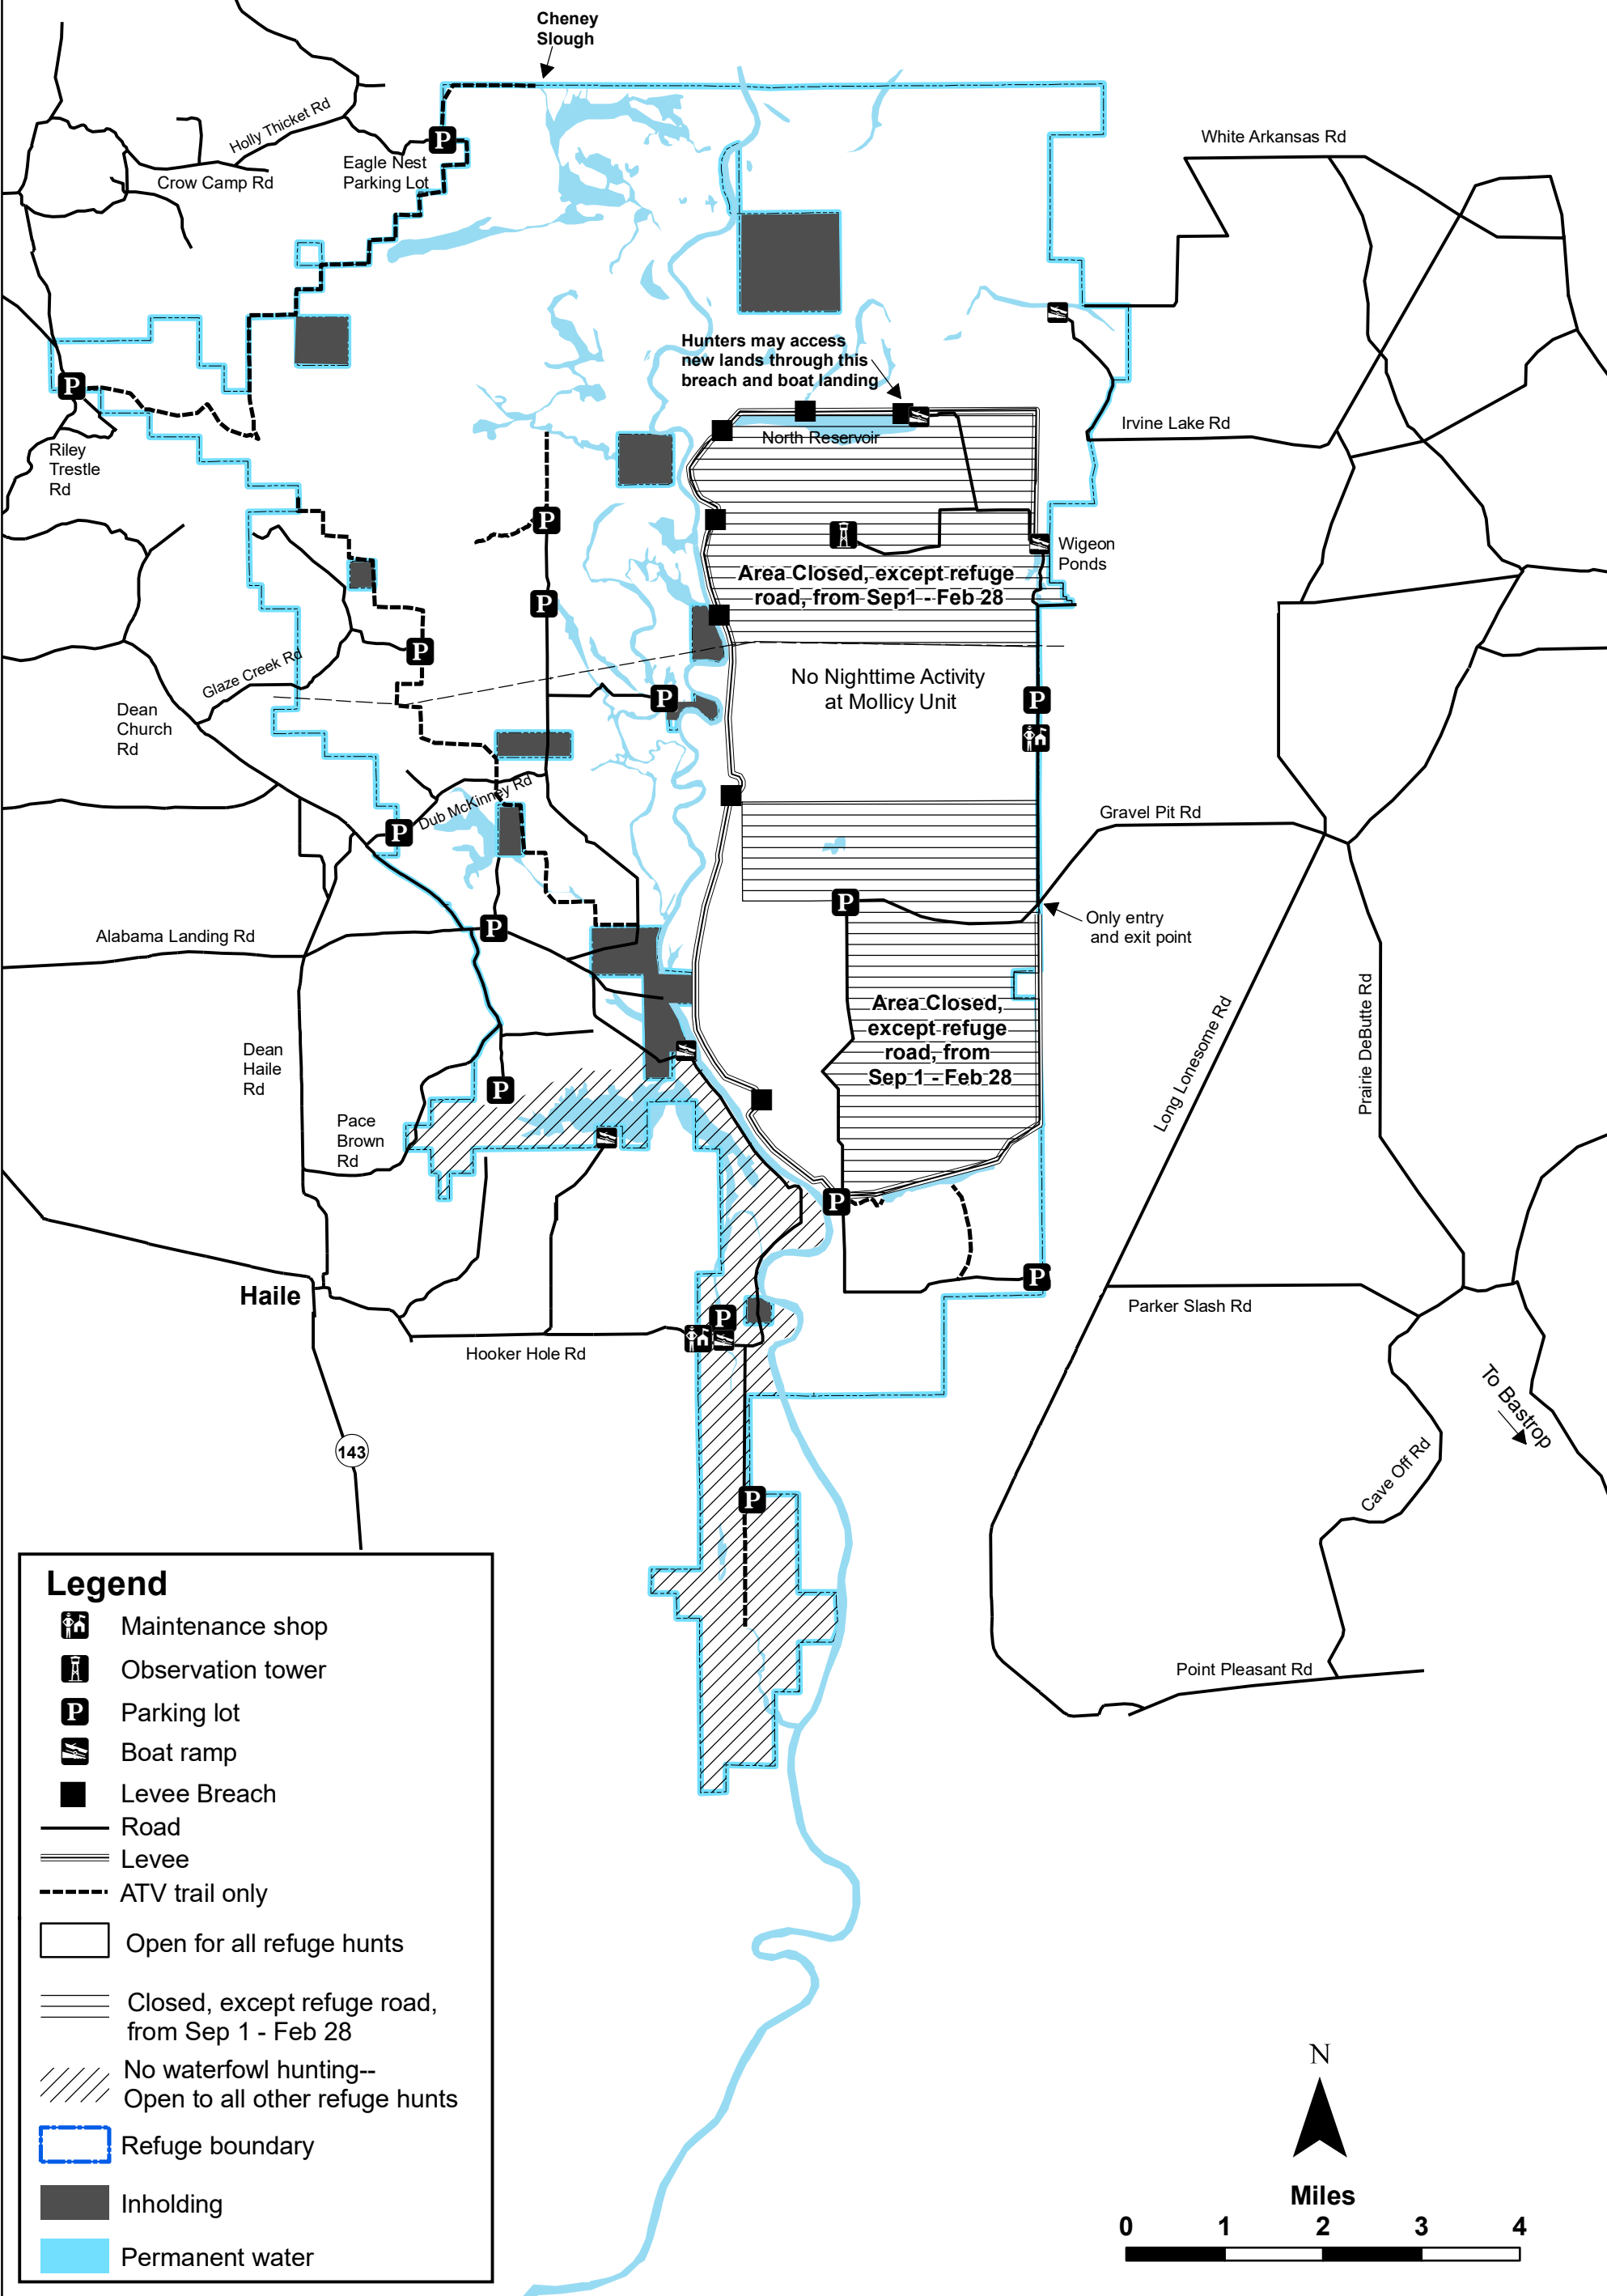 Cheney
Slough
Holly Thicket Rd
Crow Camp Rd
Eagle Nest
Parking Lot
P
White Arkansas Rd
Hunters may access
new lands through this
breach and boat landing
North Reservoir
Irvine Lake Rd
P
Riley
Trestle
Rd
P
Wigeon
Ponds
Area Closed, except refuge
road, from Sep1 - Feb 28
P
P
Glaze Creek Rd
No Nighttime Activity
at Mollicy Unit
P
P
Dean
Church
Rd
Dub McKinney Rd
P
Gravel Pit Rd
P
Only entry
and exit point
Alabama Landing Rd
P
Area Closed,
except refuge
road, from
Sep 1 - Feb 28
Long Lonesome Rd
Prairie DeButte Rd
Dean
Haile
Rd
P
Pace
Brown
Rd
P
P
Haile
Parker Slash Rd
P
Hooker Hole Rd
To Bastrop
143
Cave Off Rd
P
Point Pleasant Rd
Legend
Maintenance shop
Observation tower
P Parking lot
Boat ramp
Levee Breach
Road
Levee
ATV trail only
Open for all refuge hunts
Closed, except refuge road,
from Sep 1 - Feb 28
No waterfowl hunting--
Open to all other refuge hunts
Refuge boundary
Inholding
Permanent water
N
Miles
0 1 2 3 4